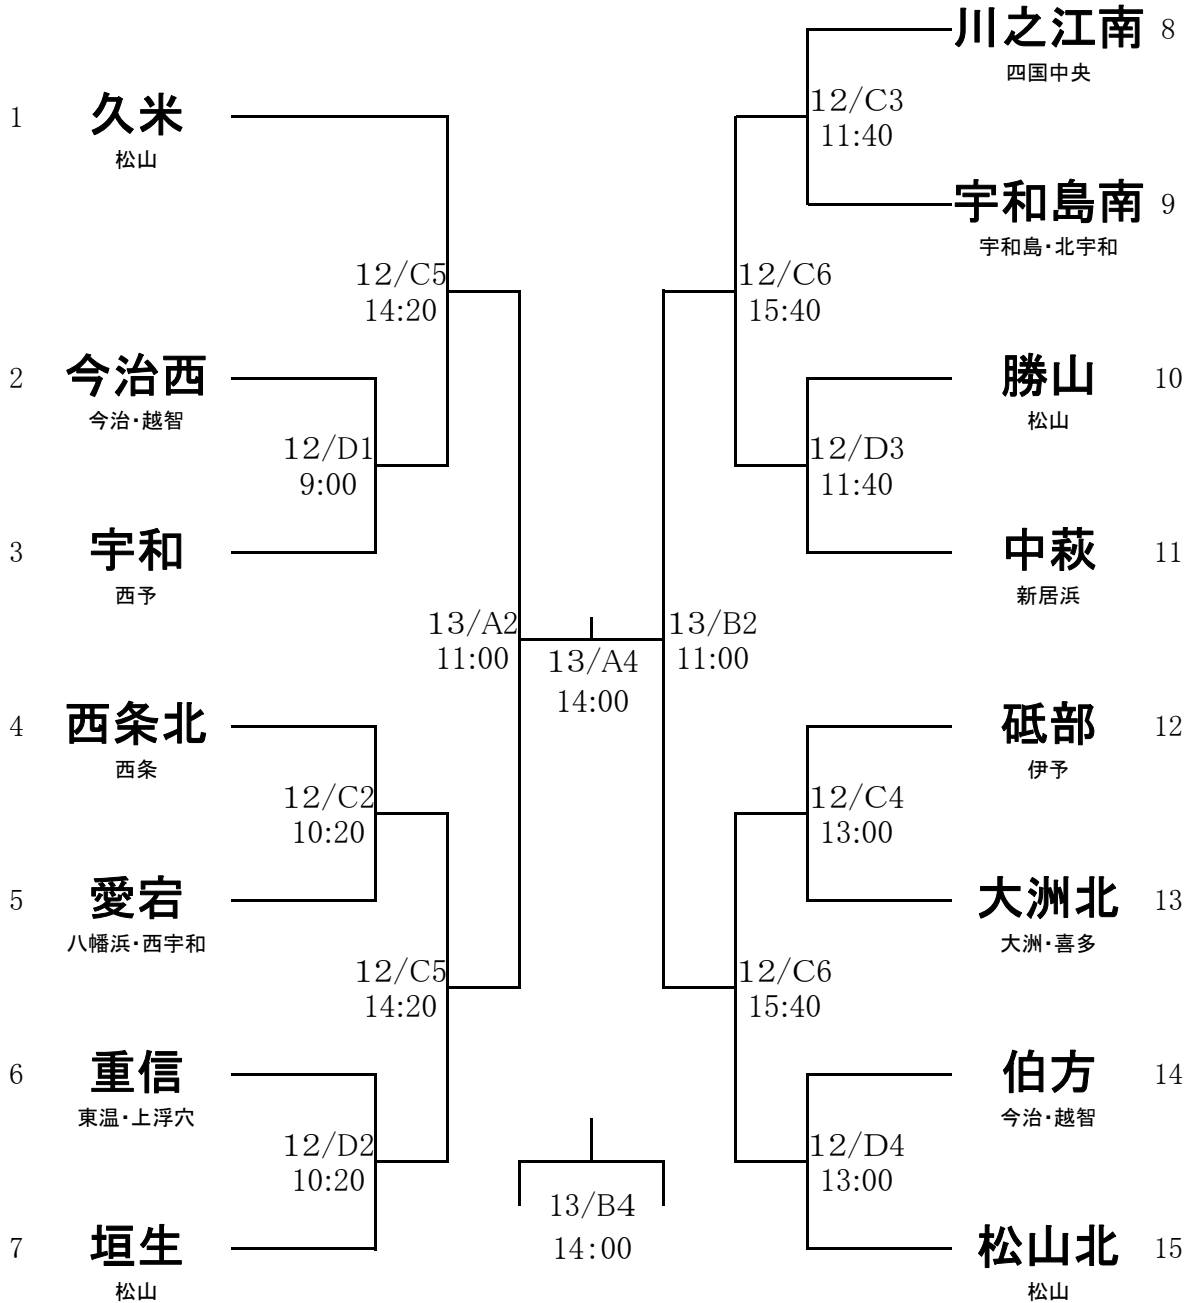 1 久米
松山
12/C5
14:20
2 今治西
今治・越智
12/D1
9:00
3 宇和
西予
13/A2
11:00
4 西条北
西条
12/C2
10:20
5 愛宕
八幡浜・西宇和
12/C5
14:20
6 重信
東温・上浮穴
12/D2
10:20
7 垣生
松山
13/A4
14:00
13/B4
14:00
川之江南 8
四国中央
12/C3
11:40
宇和島南 9
宇和島・北宇和
12/C6
15:40
勝山 10
松山
12/D3
11:40
中萩 11
新居浜
13/B2
11:00
砥部 12
伊予
12/C4
13:00
大洲北 13
大洲・喜多
12/C6
15:40
伯方 14
今治・越智
12/D4
13:00
松山北 15
松山